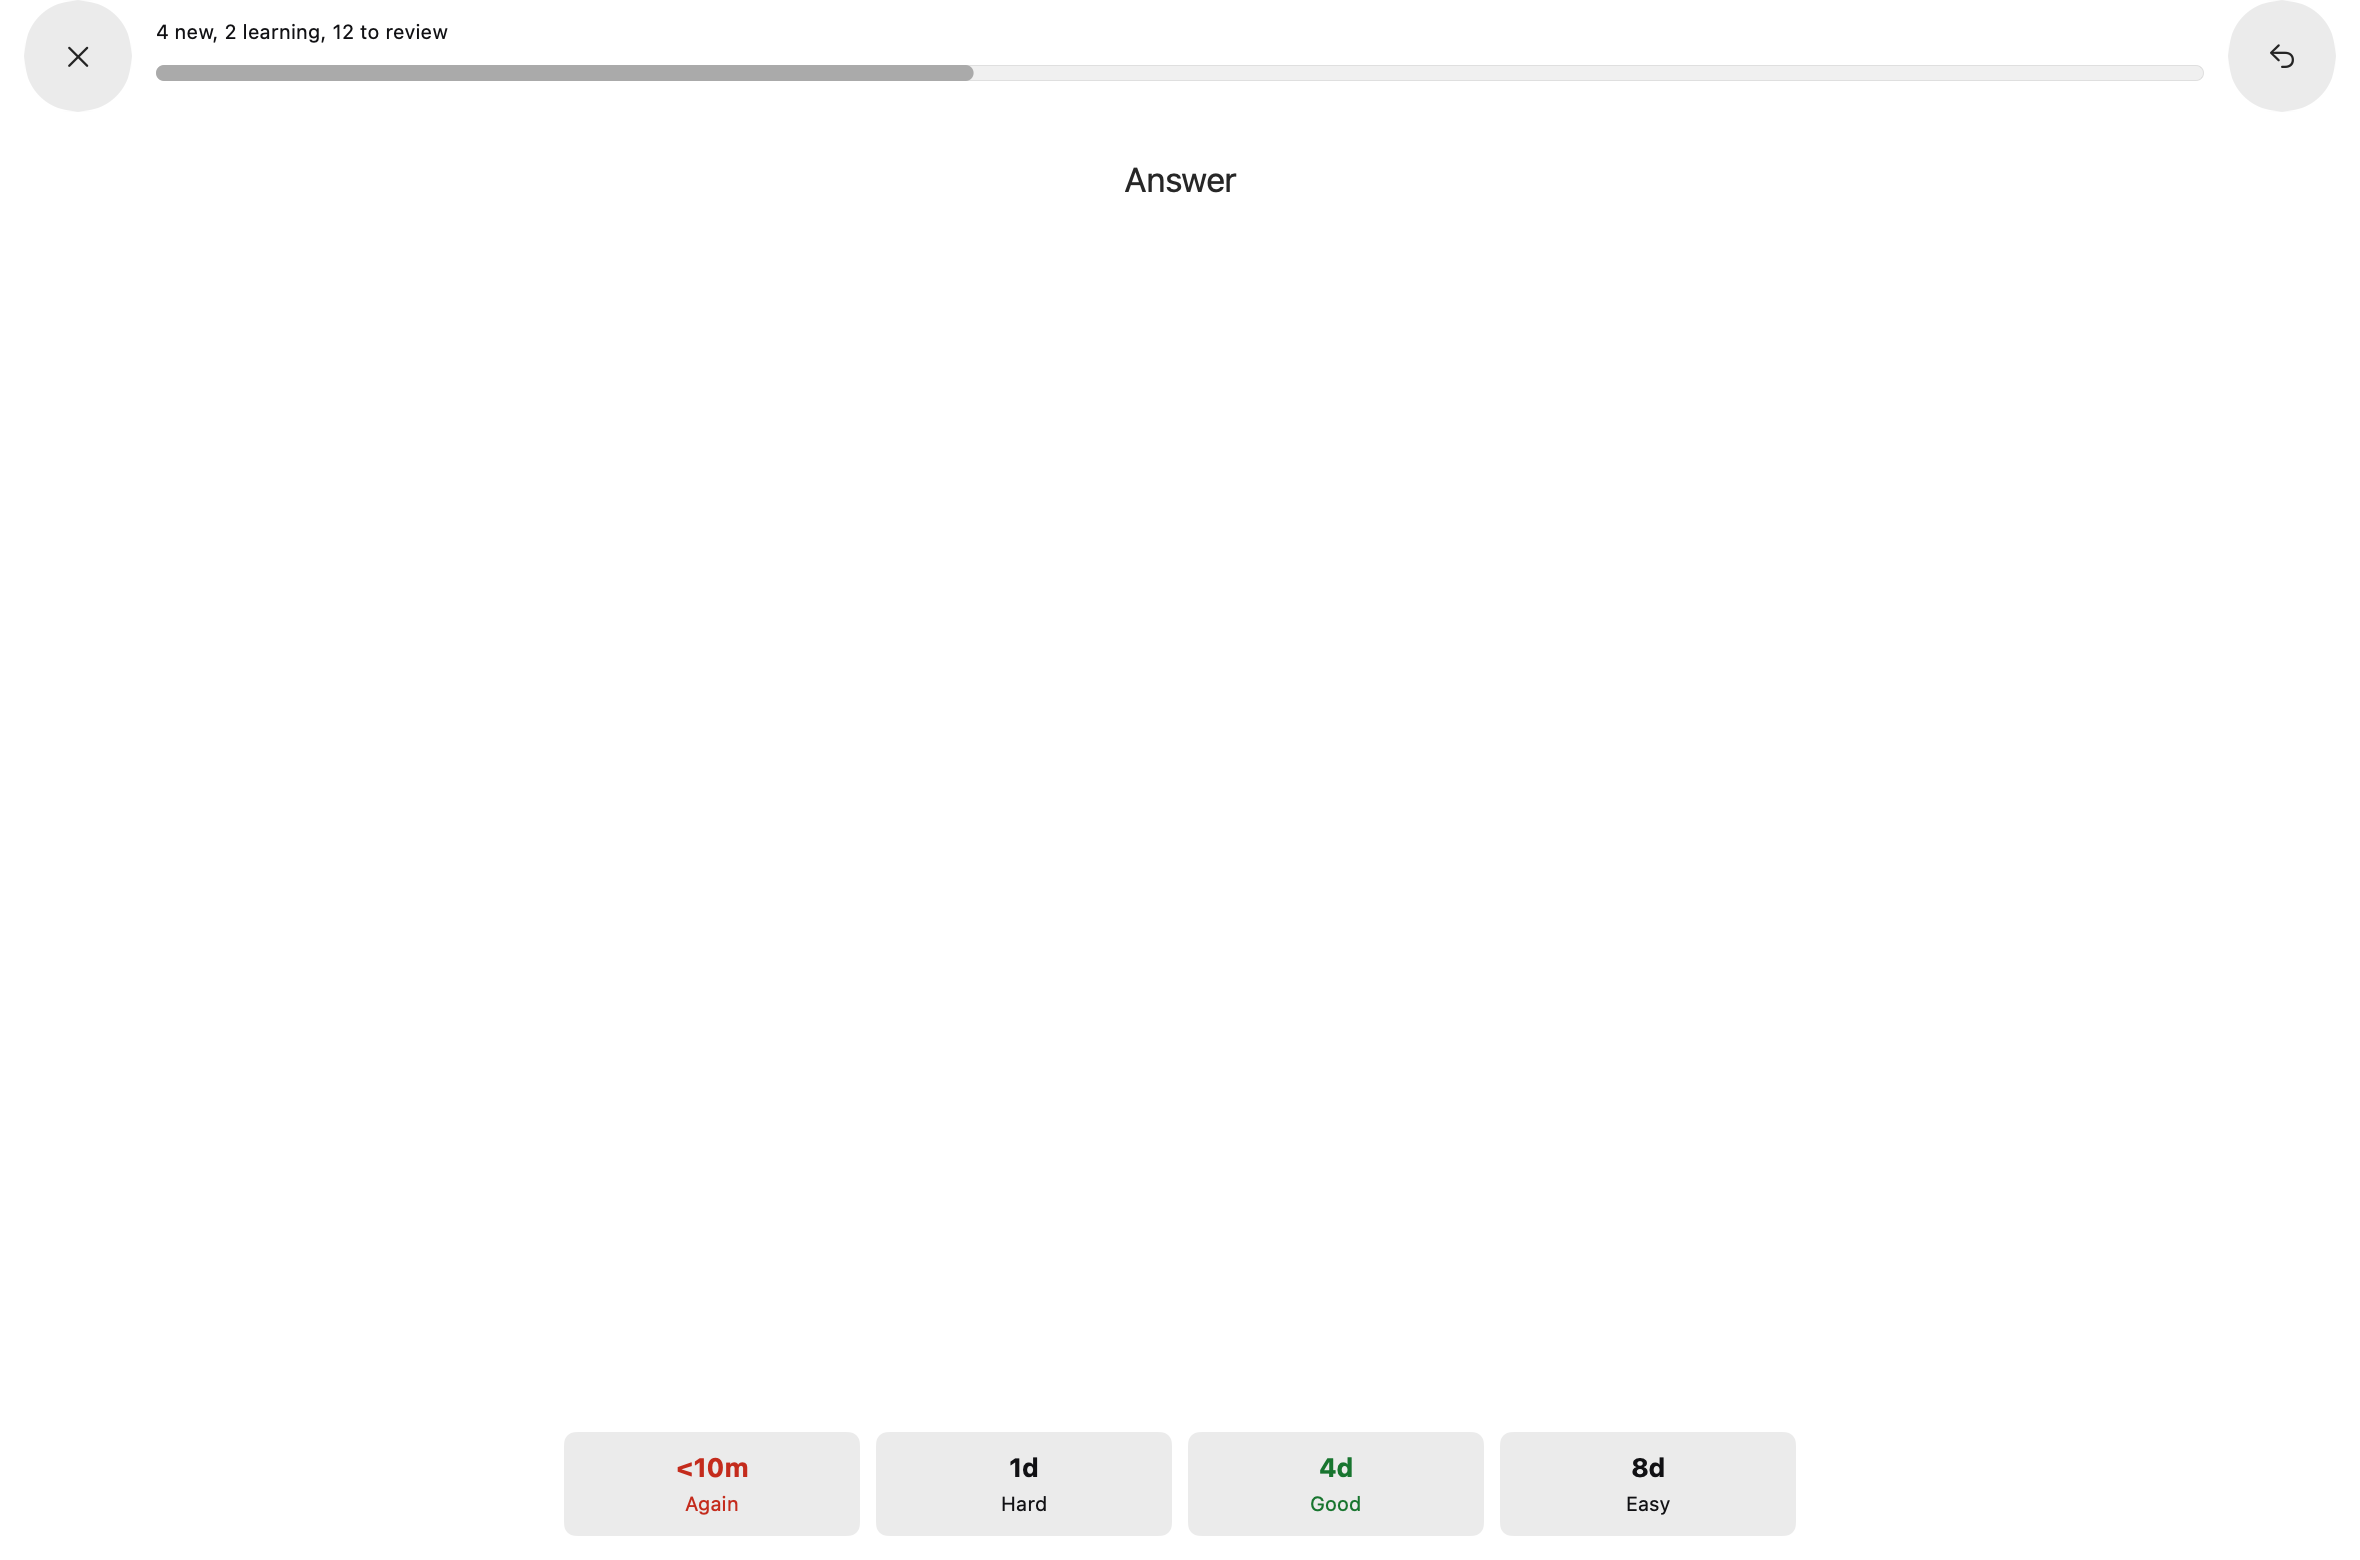 4 new, 2 learning, 12 to review
Answer
<10m
Again
1d
Hard
4d
Good
8d
Easy